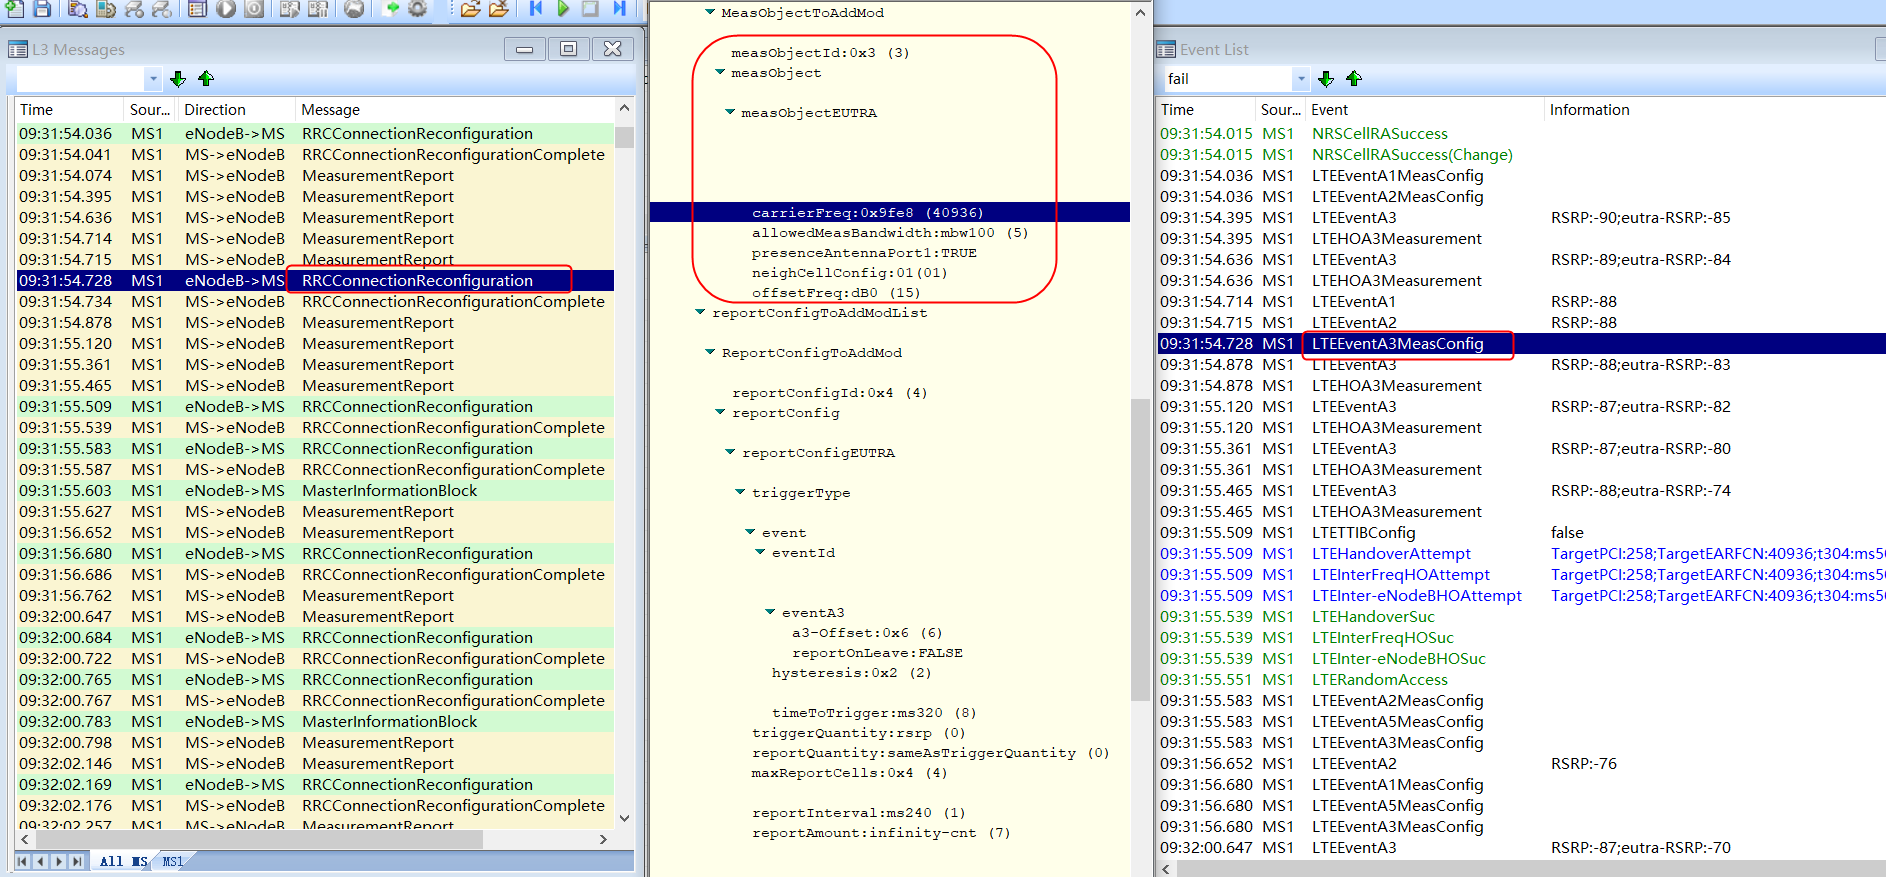 L3 Messages
Time Sour... Direction Message
09:31:54.036 MS1 eNodeB->MS RRCConnectionReconfiguration
09:31:54.041 MS1 MS->eNodeB RRCConnectionReconfigurationComplete
09:31:54.074 MS1 MS->eNodeB MeasurementReport
09:31:54.395 MS1 MS->eNodeB MeasurementReport
09:31:54.636 MS1 MS->eNodeB MeasurementReport
09:31:54.714 MS1 MS->eNodeB MeasurementReport
09:31:54.715 MS1 MS->eNodeB MeasurementReport
09:31:54.728 MS1 eNodeB->MS RRCConnectionReconfiguration
09:31:54.734 MS1 MS->eNodeB RRCConnectionReconfigurationComplete
09:31:54.878 MS1 MS->eNodeB MeasurementReport
09:31:55.120 MS1 MS->eNodeB MeasurementReport
09:31:55.361 MS1 MS->eNodeB MeasurementReport
09:31:55.465 MS1 MS->eNodeB MeasurementReport
09:31:55.509 MS1 eNodeB->MS RRCConnectionReconfiguration
09:31:55.539 MS1 MS->eNodeB RRCConnectionReconfigurationComplete
09:31:55.583 MS1 eNodeB->MS RRCConnectionReconfiguration
09:31:55.587 MS1 MS->eNodeB RRCConnectionReconfigurationComplete
09:31:55.603 MS1 eNodeB->MS MasterInformationBlock
09:31:55.627 MS1 MS->eNodeB MeasurementReport
09:31:56.652 MS1 MS->eNodeB MeasurementReport
09:31:56.680 MS1 eNodeB->MS RRCConnectionReconfiguration
09:31:56.686 MS1 MS->eNodeB RRCConnectionReconfigurationComplete
09:31:56.762 MS1 MS->eNodeB MeasurementReport
09:32:00.647 MS1 MS->eNodeB MeasurementReport
09:32:00.684 MS1 eNodeB->MS RRCConnectionReconfiguration
09:32:00.722 MS1 MS->eNodeB RRCConnectionReconfigurationComplete
09:32:00.765 MS1 eNodeB->MS RRCConnectionReconfiguration
09:32:00.767 MS1 MS->eNodeB RRCConnectionReconfigurationComplete
09:32:00.783 MS1 eNodeB->MS MasterInformationBlock
09:32:00.798 MS1 MS->eNodeB MeasurementReport
09:32:02.146 MS1 MS->eNodeB MeasurementReport
09:32:02.169 MS1 eNodeB->MS RRCConnectionReconfiguration
09:32:02.176 MS1 MS->eNodeB RRCConnectionReconfigurationComplete
09:32:02.257 MS1 MS->eNodeB MeasurementReport
All MS MS1
MeasObjectToAddMod
measObjectId:0x3 (3)
measObject
measObjectEUTRA
carrierFreq:0x9fe8 (40936)
allowedMeasBandwidth:mbw100 (5)
presenceAntennaPort1:TRUE
neighCellConfig:01(01)
offsetFreq:dB0 (15)
reportConfigToAddModList
ReportConfigToAddMod
reportConfigId:0x4 (4)
reportConfig
reportConfigEUTRA
triggerType
event
eventId
eventA3
a3-Offset:0x6 (6)
reportOnLeave:FALSE
hysteresis:0x2 (2)
timeToTrigger:ms320 (8)
triggerQuantity:rsrp (0)
reportQuantity:sameAsTriggerQuantity (0)
maxReportCells:0x4 (4)
reportInterval:ms240 (1)
reportAmount:infinity-cnt (7)
Event List
fail
Time Sour... Event Information
09:31:54.015 MS1 NRSCellRASuccess
09:31:54.015 MS1 NRSCellRASuccess(Change)
09:31:54.036 MS1 LTEEventA1MeasConfig
09:31:54.036 MS1 LTEEventA2MeasConfig
09:31:54.395 MS1 LTEEventA3 RSRP:-90;eutra-RSRP:-85
09:31:54.395 MS1 LTEHOA3Measurement
09:31:54.636 MS1 LTEEventA3 RSRP:-89;eutra-RSRP:-84
09:31:54.636 MS1 LTEHOA3Measurement
09:31:54.714 MS1 LTEEventA1 RSRP:-88
09:31:54.715 MS1 LTEEventA2 RSRP:-88
09:31:54.728 MS1 LTEEventA3MeasConfig
09:31:54.878 MS1 LTEEventA3 RSRP:-88;eutra-RSRP:-83
09:31:54.878 MS1 LTEHOA3Measurement
09:31:55.120 MS1 LTEEventA3 RSRP:-87;eutra-RSRP:-82
09:31:55.120 MS1 LTEHOA3Measurement
09:31:55.361 MS1 LTEEventA3 RSRP:-87;eutra-RSRP:-80
09:31:55.361 MS1 LTEHOA3Measurement
09:31:55.465 MS1 LTEEventA3 RSRP:-88;eutra-RSRP:-74
09:31:55.465 MS1 LTEHOA3Measurement
09:31:55.509 MS1 LTETTIBConfig false
09:31:55.509 MS1 LTEHandoverAttempt TargetPCI:258;TargetEARFCN:40936;t304:ms5
09:31:55.509 MS1 LTEInterFreqHOAttempt TargetPCI:258;TargetEARFCN:40936;t304:ms5
09:31:55.509 MS1 LTEInter-eNodeBHOAttempt TargetPCI:258;TargetEARFCN:40936;t304:ms5
09:31:55.539 MS1 LTEHandoverSuc
09:31:55.539 MS1 LTEInterFreqHOSuc
09:31:55.539 MS1 LTEInter-eNodeBHOSuc
09:31:55.551 MS1 LTERandomAccess
09:31:55.583 MS1 LTEEventA2MeasConfig
09:31:55.583 MS1 LTEEventA5MeasConfig
09:31:55.583 MS1 LTEEventA3MeasConfig
09:31:56.652 MS1 LTEEventA2 RSRP:-76
09:31:56.680 MS1 LTEEventA1MeasConfig
09:31:56.680 MS1 LTEEventA5MeasConfig
09:31:56.680 MS1 LTEEventA3MeasConfig
09:32:00.647 MS1 LTEEventA3 RSRP:-87;eutra-RSRP:-70